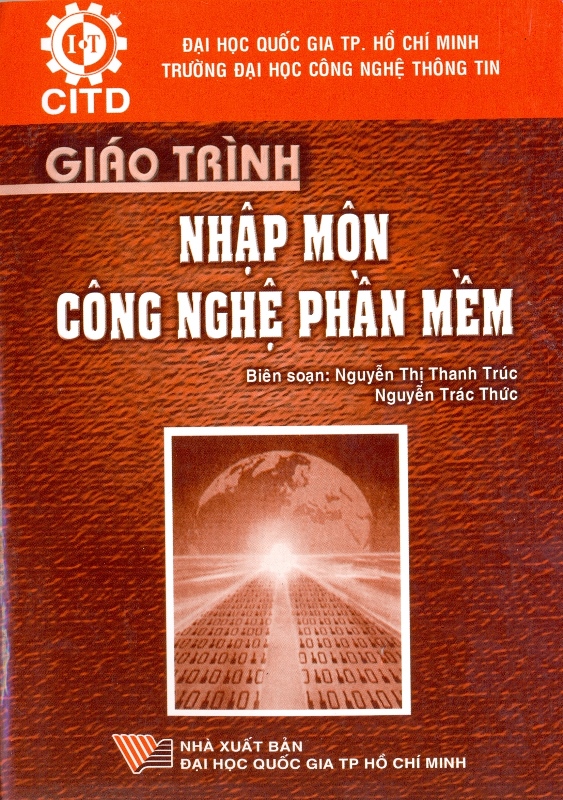 I·T
CITD
ĐẠI HỌC QUỐC GIA TP. HỒ CHÍ MINH
TRƯỜNG ĐẠI HỌC CÔNG NGHỆ THÔNG TIN
GIÁO TRÌNH
NHẬP MÔN
CÔNG NGHỆ PHẦN MỀM
Biên soạn: Nguyễn Thị Thanh Trúc
Nguyễn Trác Thức
NHÀ XUẤT BẢN
ĐẠI HỌC QUỐC GIA TP HỒ CHÍ MINH